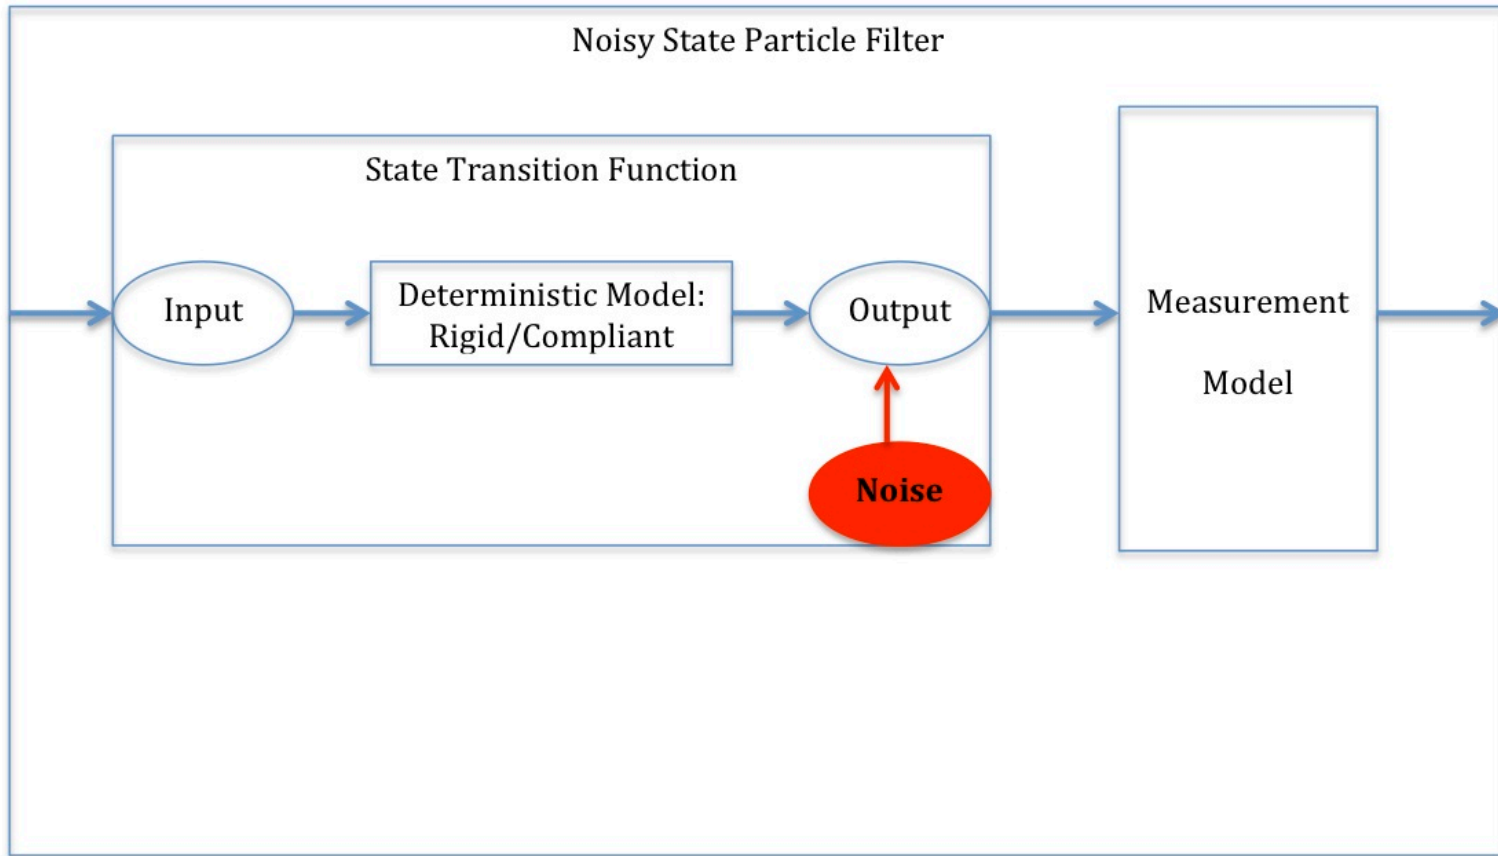 Noisy State Particle Filter
State Transition Function
Input
Deterministic Model:
Rigid/Compliant
Output
Noise
Measurement
Model